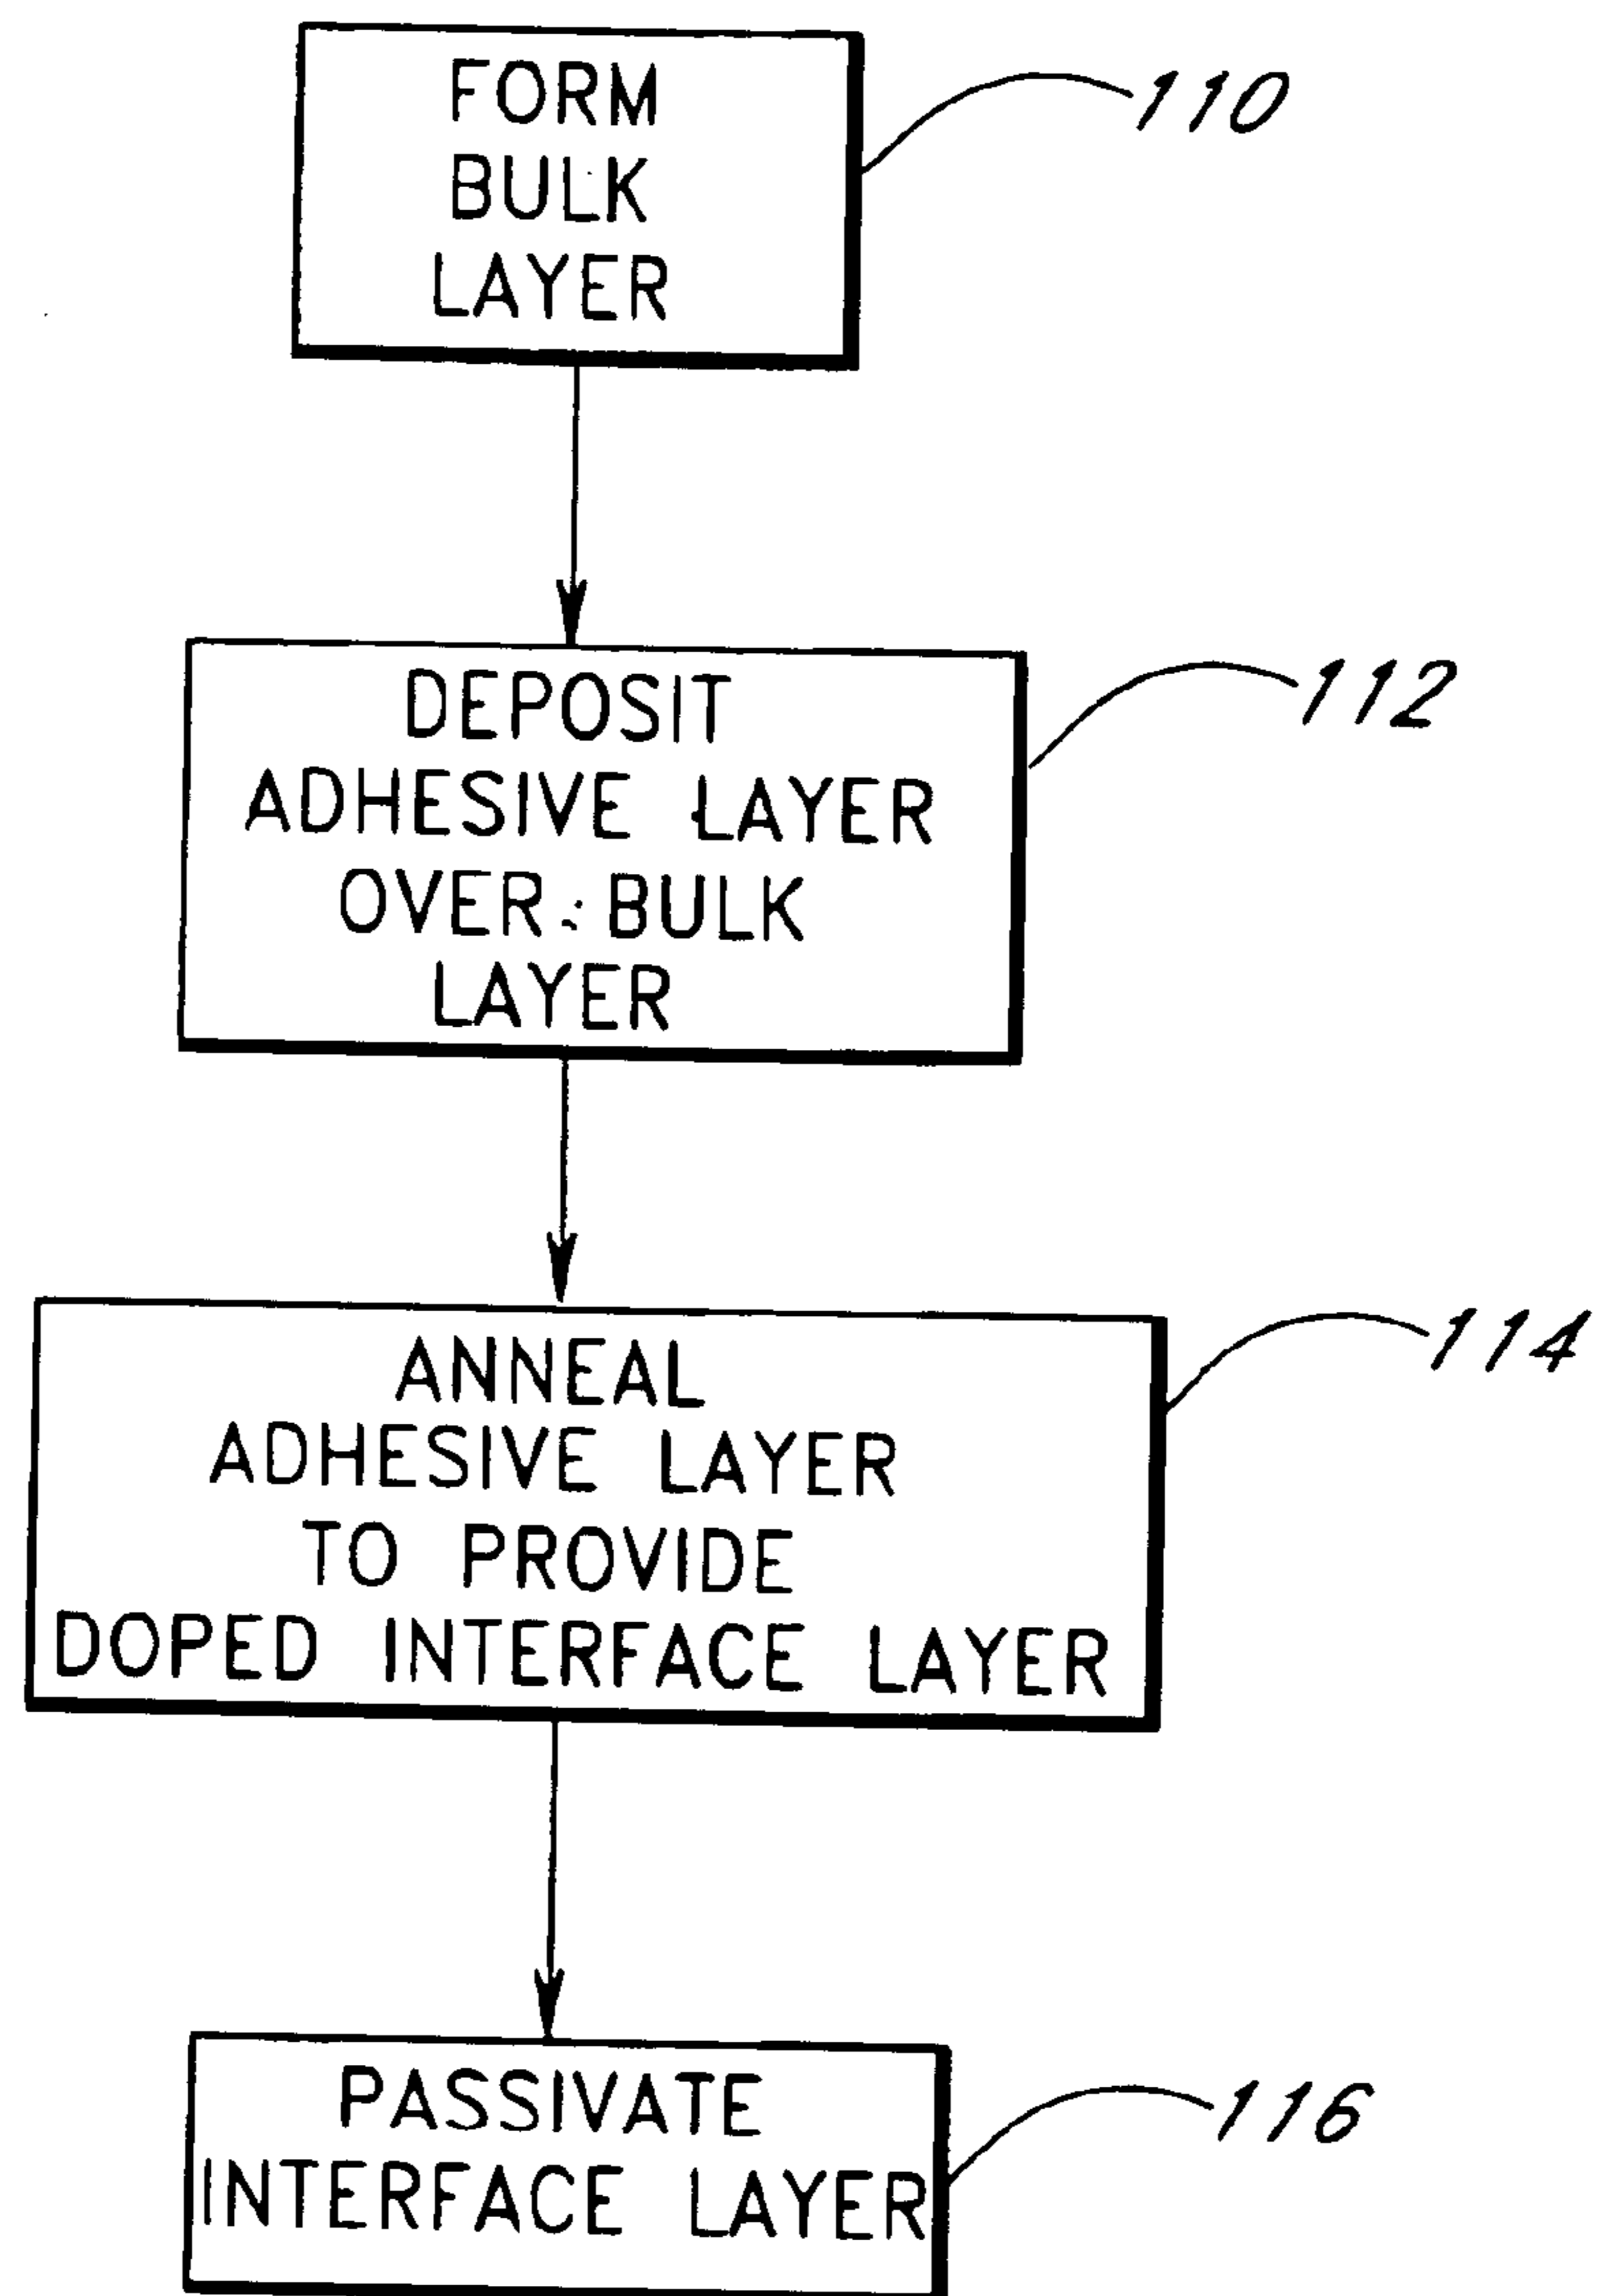 FORM
BULK
LAYER
110
DEPOSIT
ADHESIVE LAYER
OVER BULK
LAYER
112
ANNEAL
ADHESIVE LAYER
TO PROVIDE
DOPED INTERFACE LAYER
114
PASSIVATE
INTERFACE LAYER
116